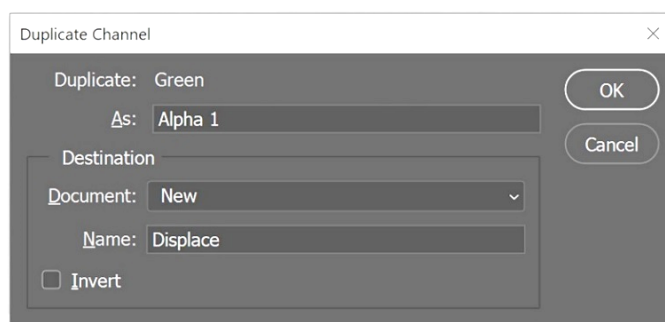 Duplicate Channel
Duplicate: Green
OK
As: Alpha 1
Cancel
Destination
Document: New
Name: Displace
Invert